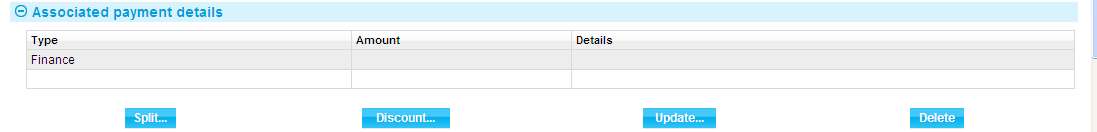 Associated payment details
Type Amount Details
Finance
Split... Discount... Update... Delete